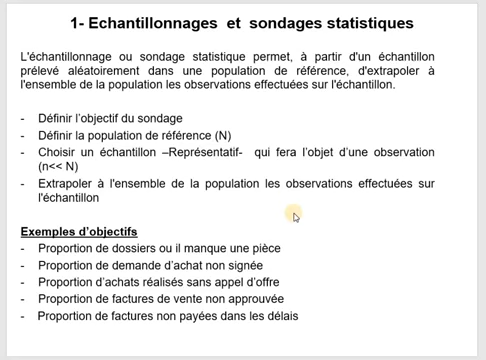 1- Echantillonnages et sondages statistiques
L'échantillonnage ou sondage statistique permet, à partir d'un échantillon
prélevé aléatoirement dans une population de référence, d'extrapoler à
l'ensemble de la population les observations effectuées sur l'échantillon.
- Définir l'objectif du sondage
- Définir la population de référence (N)
- Choisir un échantillon –Représentatif- qui fera l'objet d'une observation
(n<< N)
- Extrapoler à l'ensemble de la population les observations effectuées sur
l'échantillon
Exemples d'objectifs
- Proportion de dossiers ou il manque une pièce
- Proportion de demande d'achat non signée
- Proportion d'achats réalisés sans appel d'offre
- Proportion de factures de vente non approuvée
- Proportion de factures non payées dans les délais